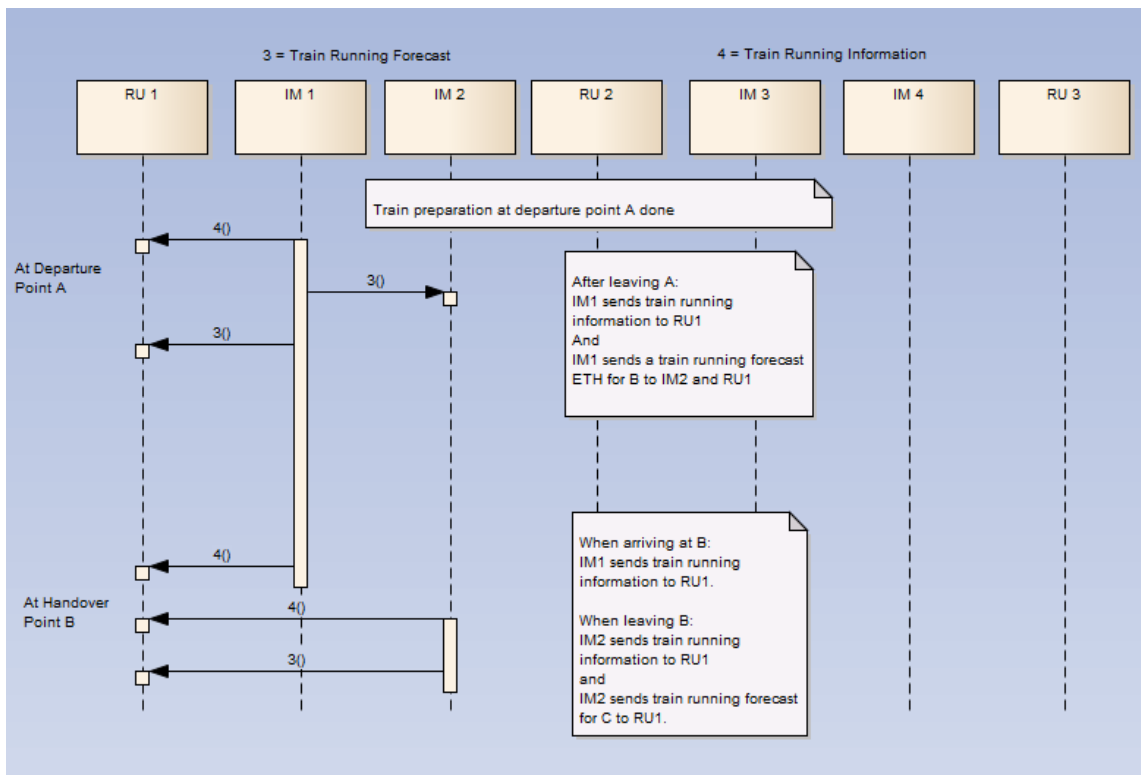 3 = Train Running Forecast
4 = Train Running Information
RU 1
IM 1
IM 2
RU 2
IM 3
IM 4
RU 3
Train preparation at departure point A done
4()
At Departure
Point A
3()
3()
After leaving A:
IM1 sends train running
information to RU1
And
IM1 sends a train running forecast
ETH for B to IM2 and RU1
4()
At Handover
Point B
4()
3()
When arriving at B:
IM1 sends train running
information to RU1.
When leaving B:
IM2 sends train running
information to RU1
and
IM2 sends train running forecast
for C to RU1.